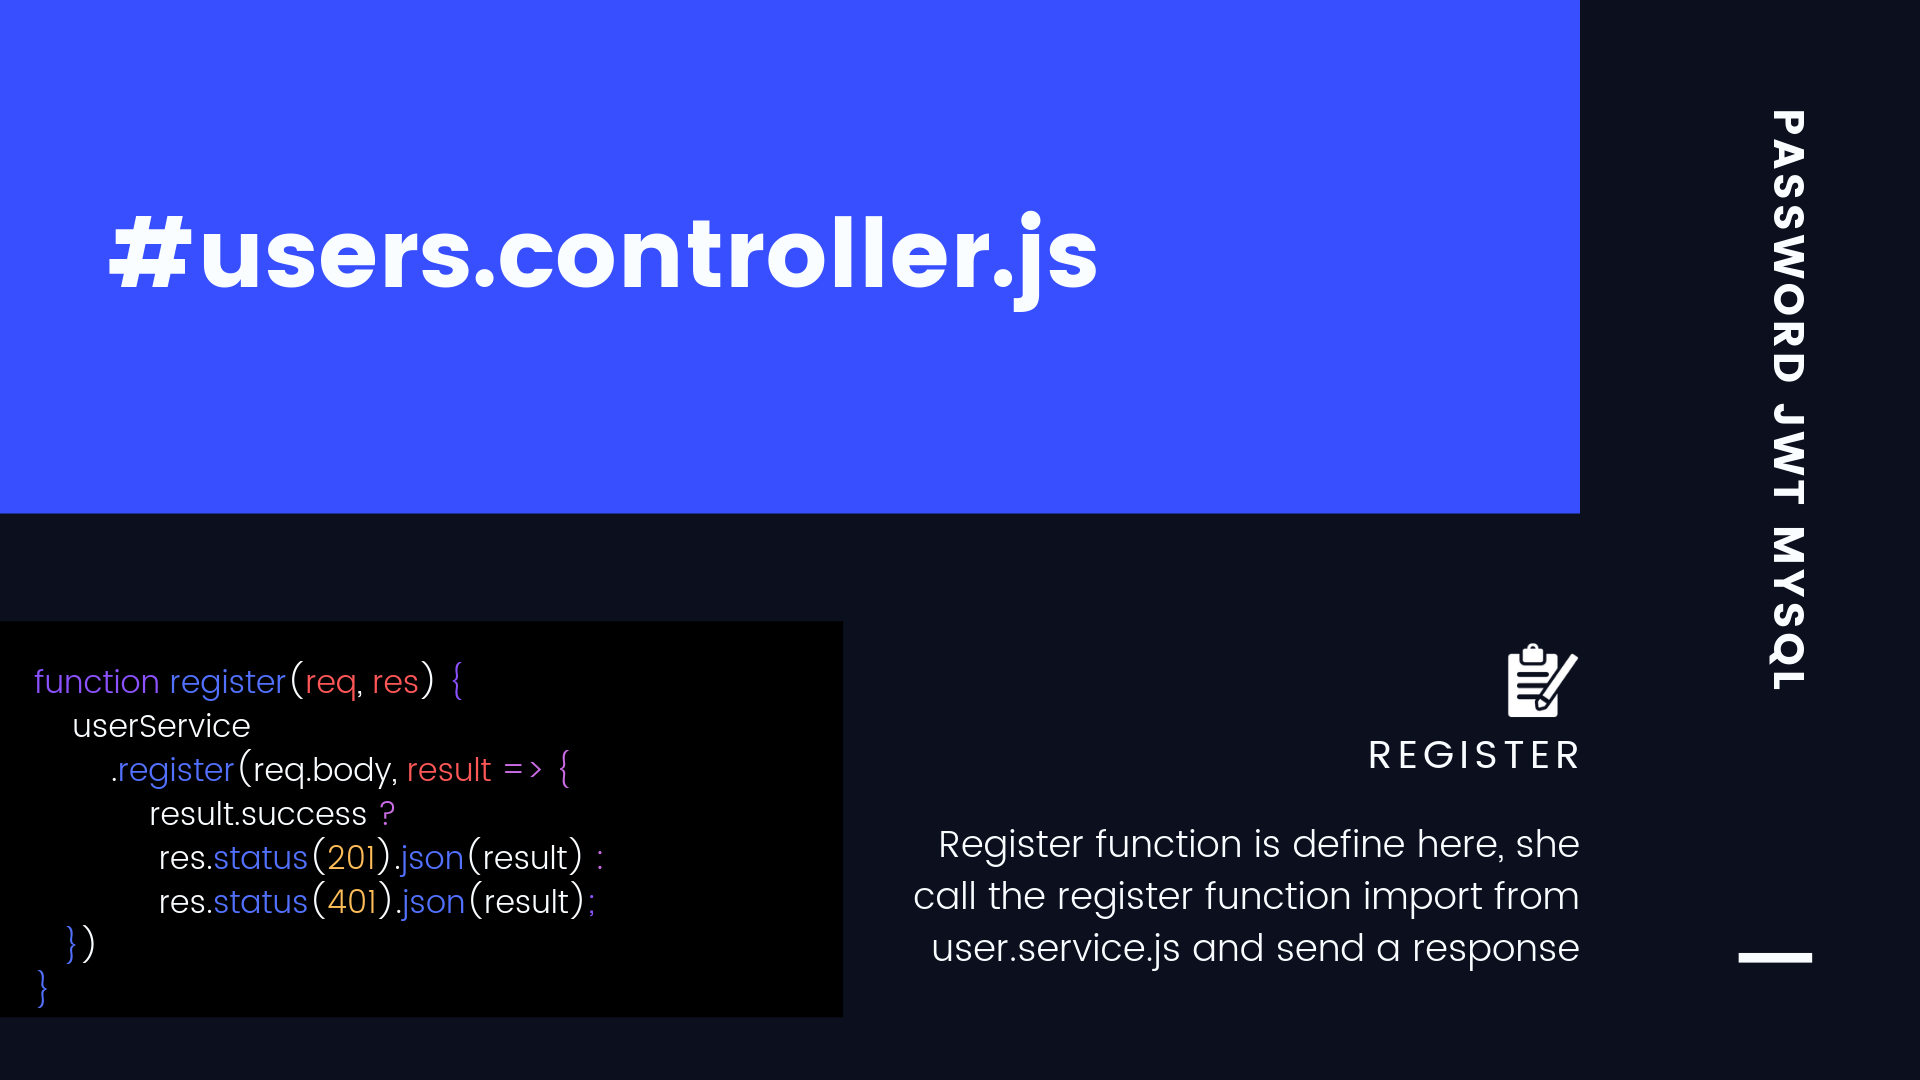 #users.controller.js
PASSWORD JWT MYSQL
function register(req, res) {
userService
.register(req.body, result => {
result.success ?
res.status(201).json(result) :
res.status(401).json(result);
})
}
REGISTER
Register function is define here, she
call the register function import from
user.service.js and send a response